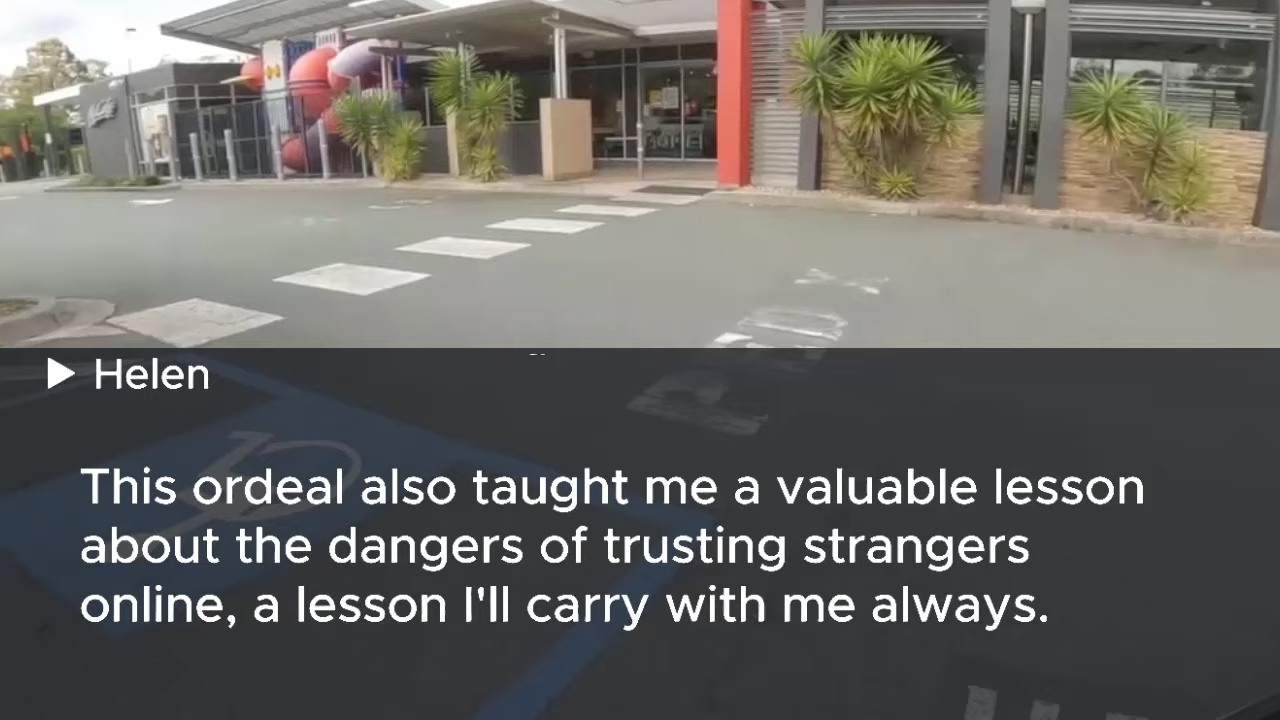 Helen
This ordeal also taught me a valuable lesson
about the dangers of trusting strangers
online, a lesson I'll carry with me always.